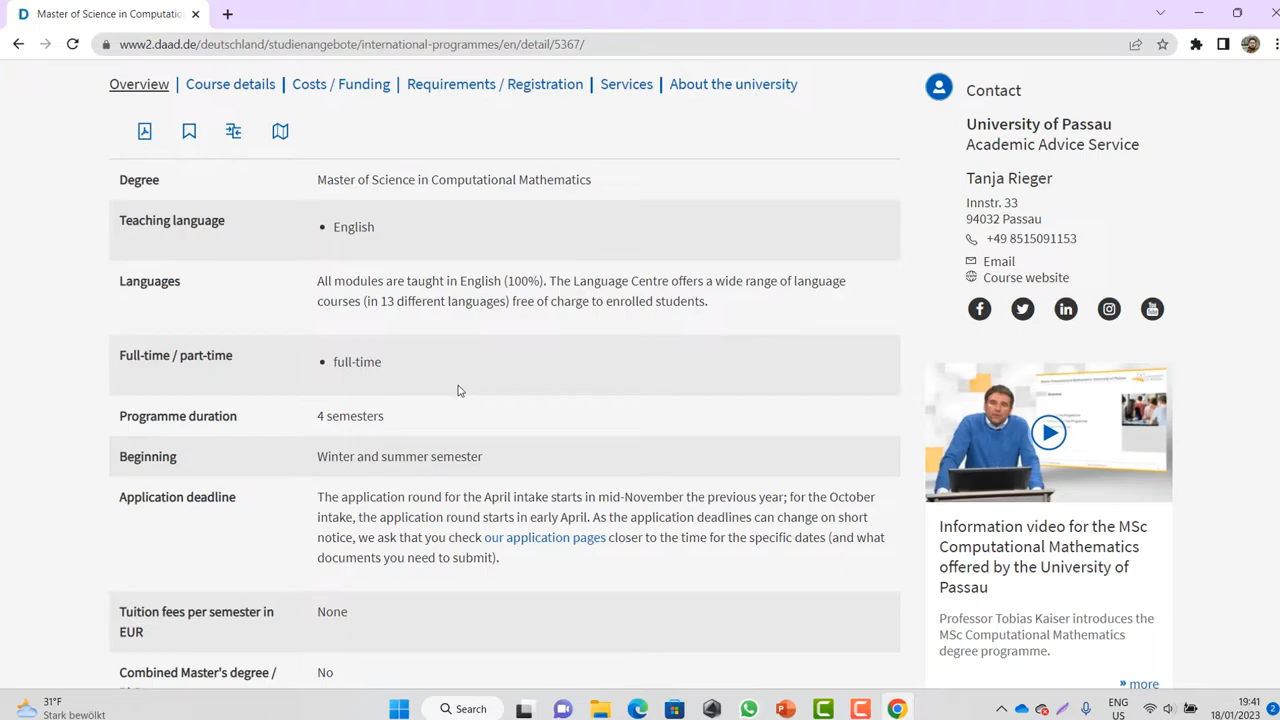 Master of Science in Computatio
www2.daad.de/deutschland/studienangebote/international-programmes/en/detail/5367/
Overview | Course details | Costs / Funding | Requirements / Registration | Services | About the university
Degree
Master of Science in Computational Mathematics
Teaching language
• English
Languages
All modules are taught in English (100%). The Language Centre offers a wide range of language
courses (in 13 different languages) free of charge to enrolled students.
Full-time / part-time
• full-time
Programme duration
4 semesters
Beginning
Winter and summer semester
Application deadline
The application round for the April intake starts in mid-November the previous year; for the October
intake, the application round starts in early April. As the application deadlines can change on short
notice, we ask that you check our application pages closer to the time for the specific dates (and what
documents you need to submit).
Tuition fees per semester in
EUR
None
Combined Master's degree /
No
Contact
University of Passau
Academic Advice Service
Tanja Rieger
Innstr. 33
94032 Passau
+49 8515091153
Email
Course website
Information video for the MSc
Computational Mathematics
offered by the University of
Passau
Professor Tobias Kaiser introduces the
MSc Computational Mathematics
degree programme.
» more
31°F
Stark bewölkt
Search
ENG
US
19:41
18/01/2023
2